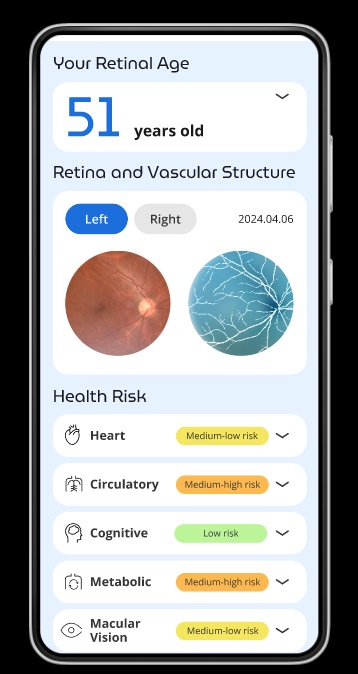 Your Retinal Age
51 years old
Retina and Vascular Structure
Left Right 2024.04.06
Health Risk
Heart Medium-low risk
Circulatory Medium-high risk
Cognitive Low risk
Metabolic Medium-high risk
Macular
Vision Medium-low risk